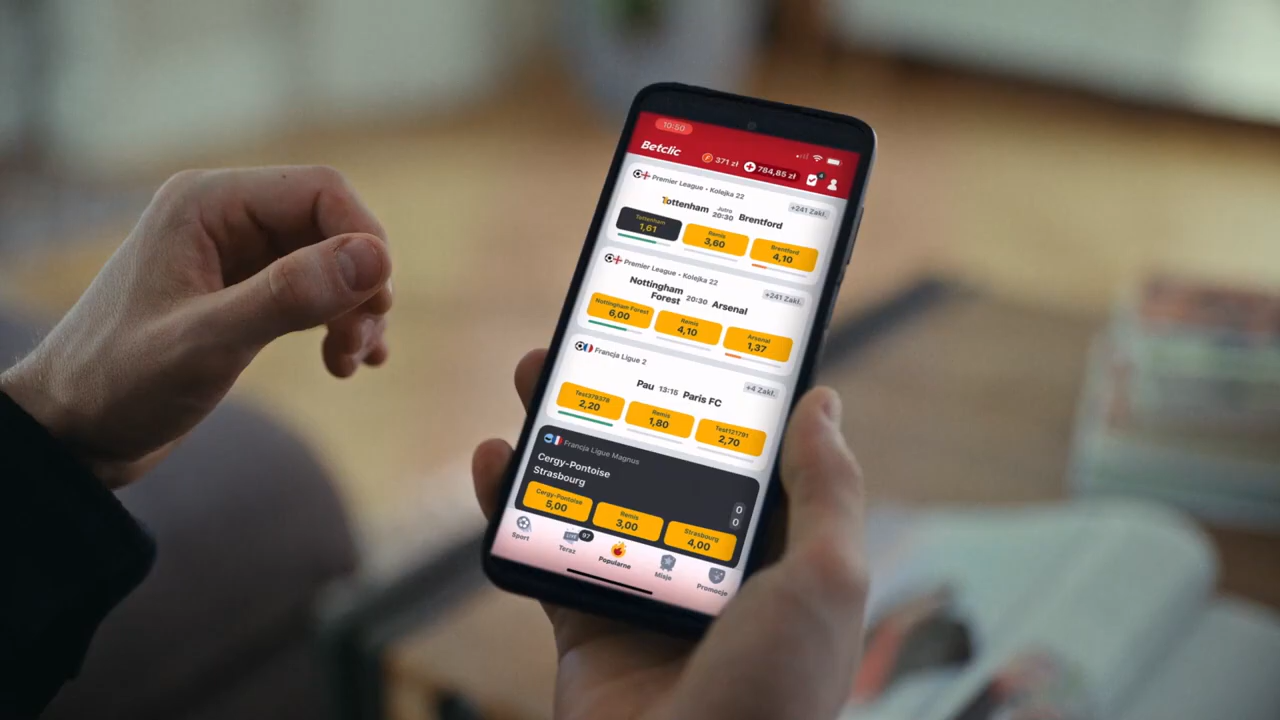 10:50
Betclic
371 zł
784,85 zł
4
Premier League • Kolejka 22
+241 Zakł.
Tottenham
Jutro
20:30
Brentford
Tottenham
1,61
Remis
3,60
Brentford
4,10
Premier League • Kolejka 22
+241 Zakł.
Nottingham
Forest
20:30
Arsenal
Nottingham Forest
6,00
Remis
4,10
Arsenal
1,37
Francja Ligue 2
+4 Zakł.
Pau
13:15
Paris FC
Test379378
2,20
Remis
1,80
Test121791
2,70
Francja Ligue Magnus
Cergy-Pontoise
0
Strasbourg
0
Cergy-Pontoise
5,00
Remis
3,00
Strasbourg
4,00
Sport
LIVE
97
Teraz
Popularne
Misje
Promocje